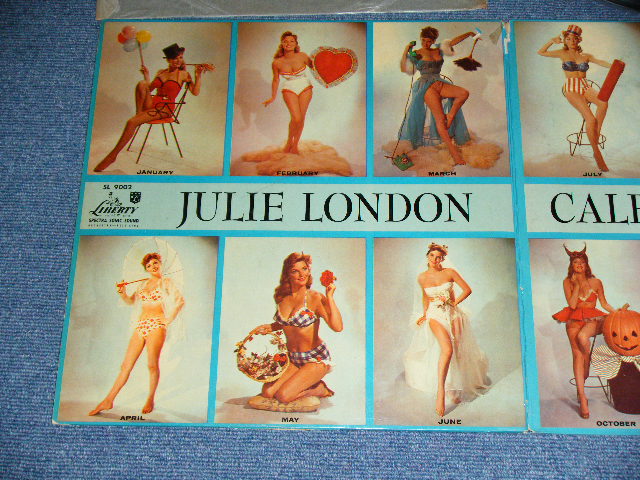 JANUARY
FEBRUARY
MARCH
JULY
SL 9002
LIBERTY
SPECTRA SONIC SOUND
JULIE LONDON
CALE
APRIL
MAY
JUNE
OCTOBER